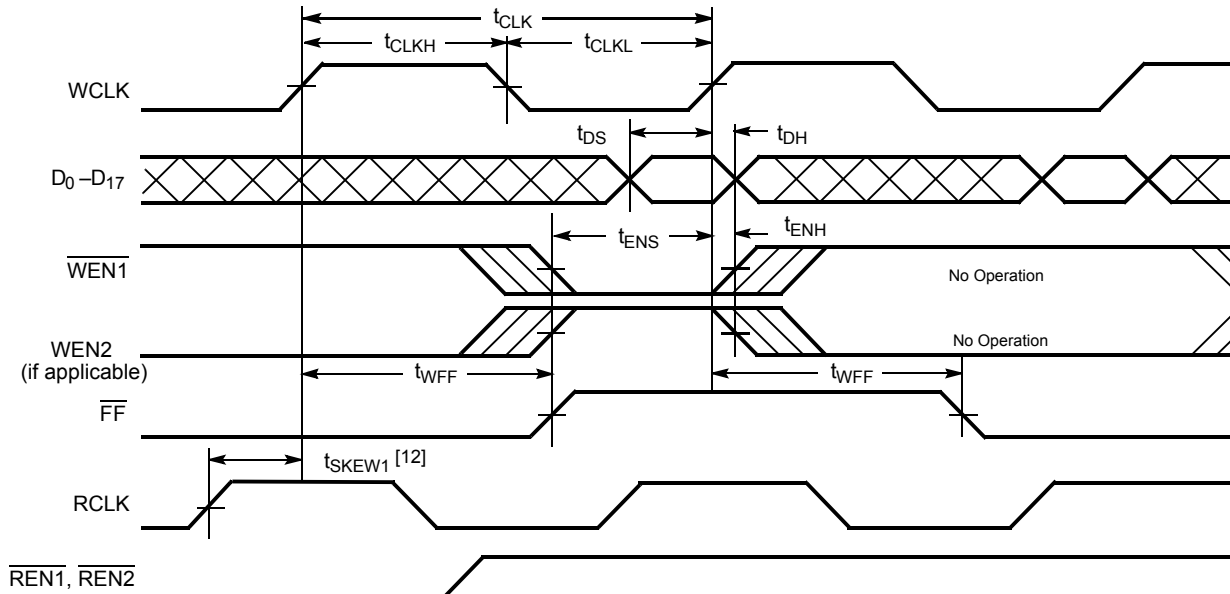 tCLK
tCLKH
tCLKL
WCLK
tDS
tDH
D0 –D17
tENS
tENH
WEN1
No Operation
WEN2
(if applicable)
No Operation
tWFF
tWFF
FF
tSKEW1 [12]
RCLK
REN1, REN2